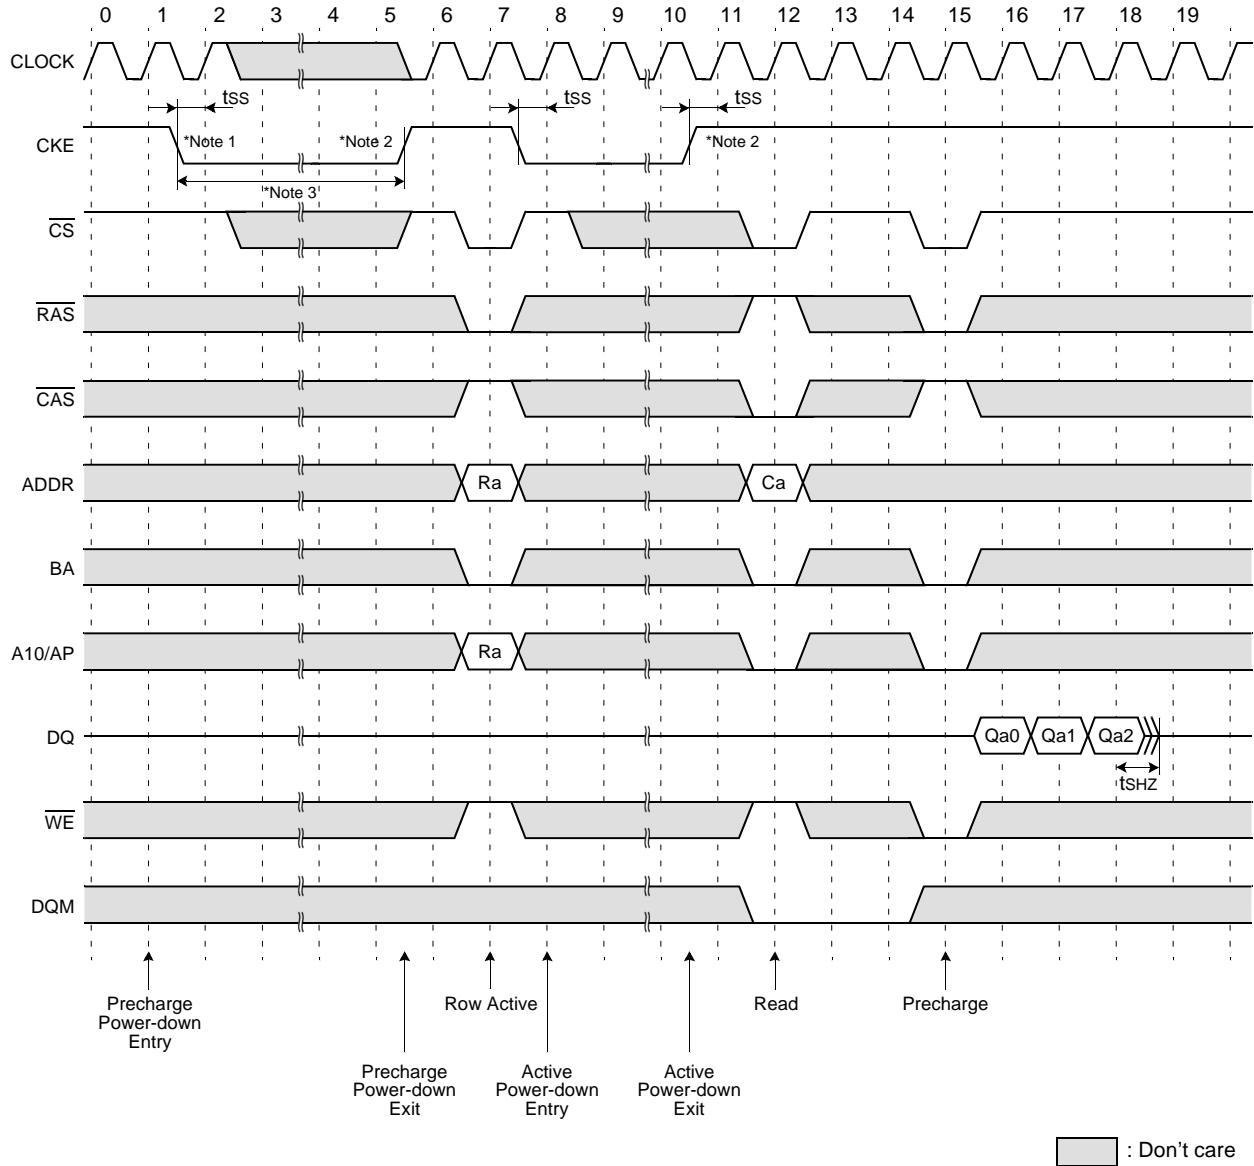 0 1 2 3 4 5 6 7 8 9 10 11 12 13 14 15 16 17 18 19
CLOCK
tSS tSS tSS
CKE *Note 1 *Note 2 *Note 2
*Note 3
CS
RAS
CAS
ADDR Ra Ca
BA
A10/AP Ra
DQ Qa0 Qa1 Qa2
tSHZ
WE
DQM
Precharge
Power-down
Entry
Row Active
Read
Precharge
Precharge
Power-down
Exit
Active
Power-down
Entry
Active
Power-down
Exit
: Don't care